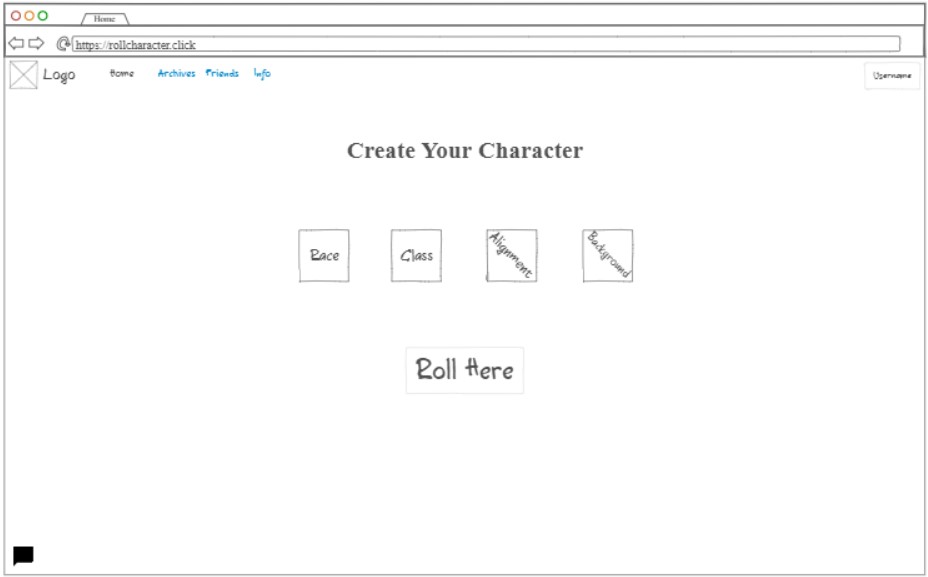 Home
https://rollcharacter.click
Logo Home Archives Friends Info Username
Create Your Character
Race Class Alignment Background
Roll Here